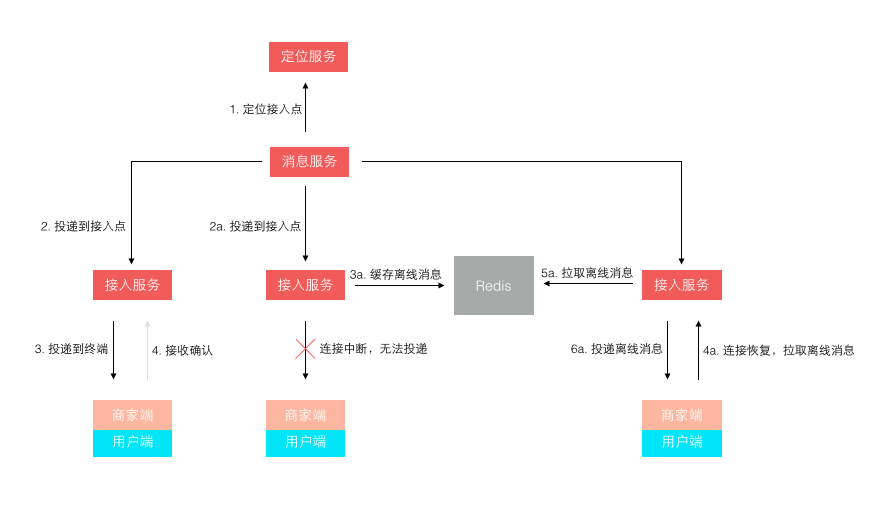 定位服务
1. 定位接入点
消息服务
2. 投递到接入点
2a. 投递到接入点
接入服务
接入服务
3a. 缓存离线消息
Redis
5a. 拉取离线消息
接入服务
3. 投递到终端
4. 接收确认
连接中断，无法投递
6a. 投递离线消息
4a. 连接恢复，拉取离线消息
商家端
用户端
商家端
用户端
商家端
用户端